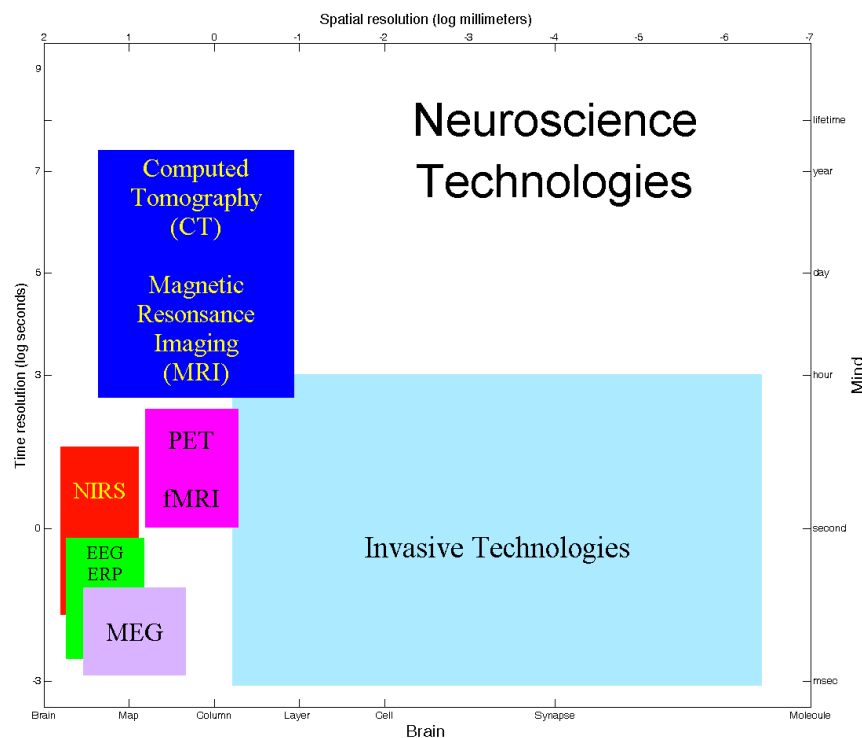 Spatial resolution (log millimeters)
2 1 0 -1 -2 -4 -5 -6 -7
Neuroscience
Technologies
9
7
5
3
0
-3
Time resolution (log seconds)
Computed
Tomography
(CT)
Magnetic
Resonsance
Imaging
(MRI)
PET
fMRI
NIRS
EEG
ERP
MEG
Invasive Technologies
lifetime
year
day
hour
second
msec
Mind
Brain Map Column Layer Cell Synapse Molecule
Brain